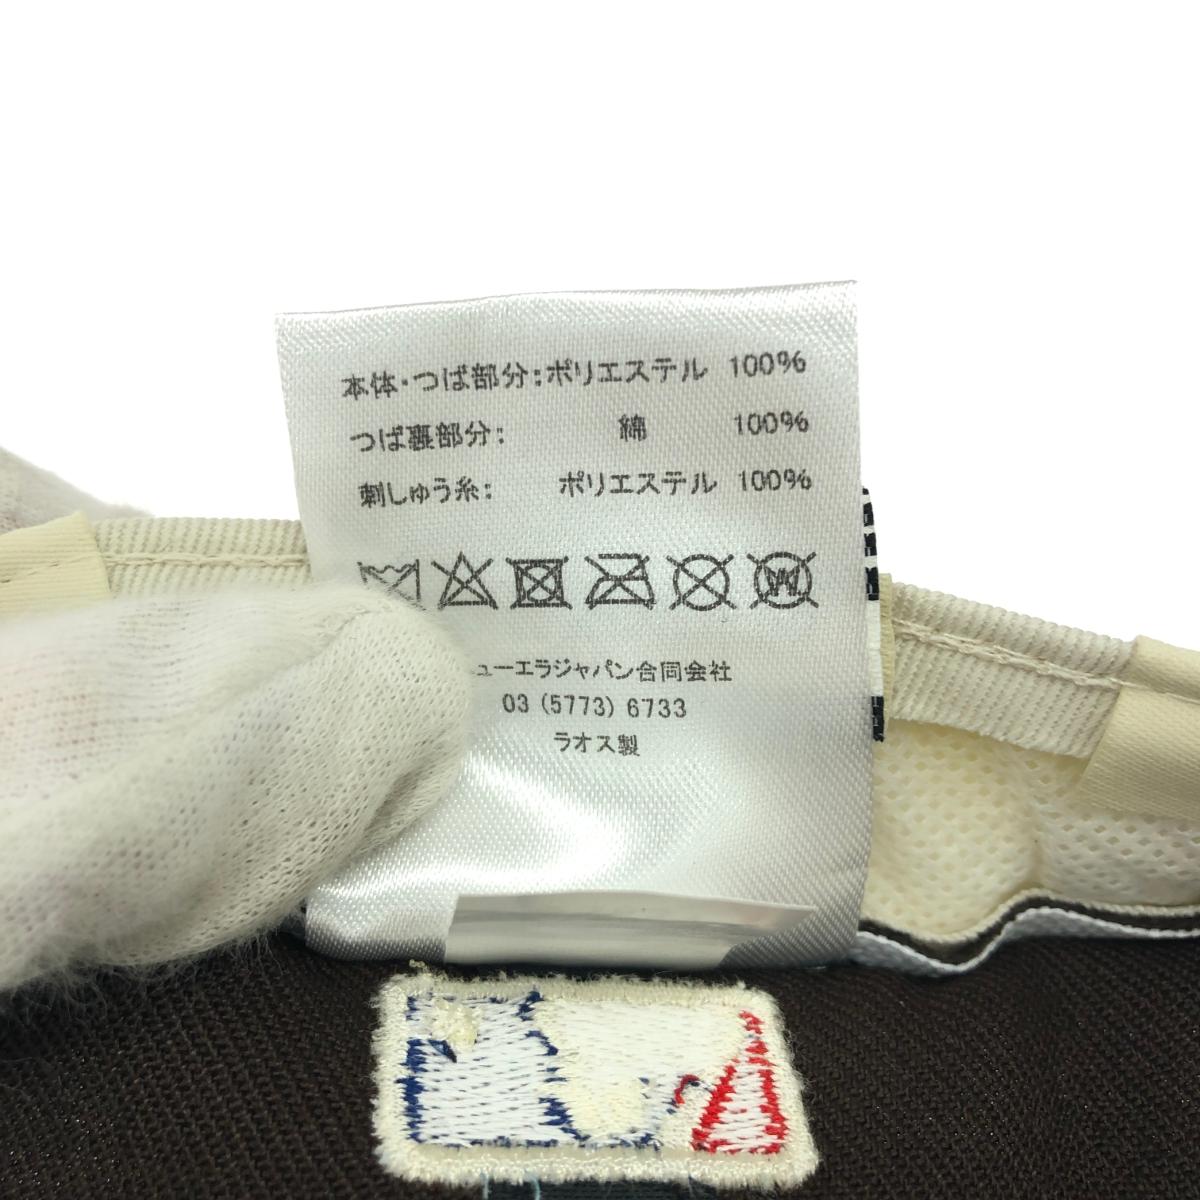 本体・つば部分:ポリエステル 100%
つば裏部分: 綿 100%
刺しゅう糸: ポリエステル 100%
ューエラジャパン合同会社
03 (5773) 6733
ラオス製